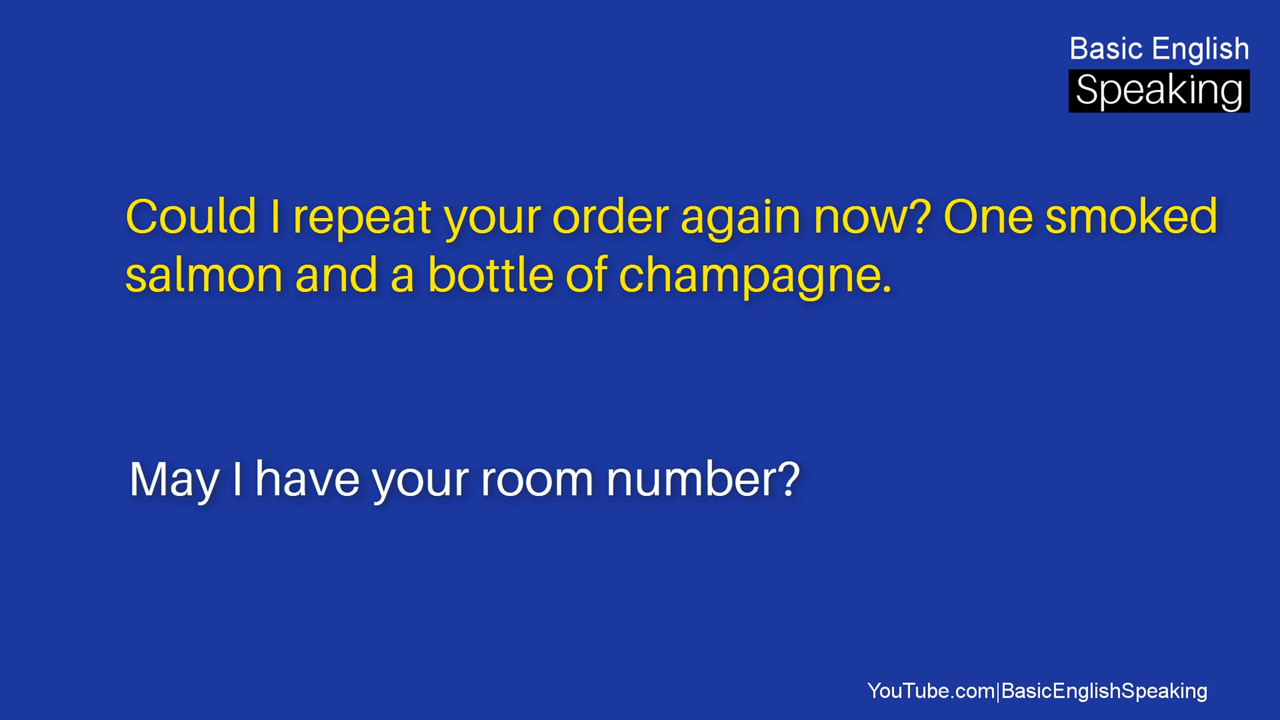 Basic English
Speaking
Could I repeat your order again now? One smoked
salmon and a bottle of champagne.
May I have your room number?
YouTube.com|BasicEnglishSpeaking